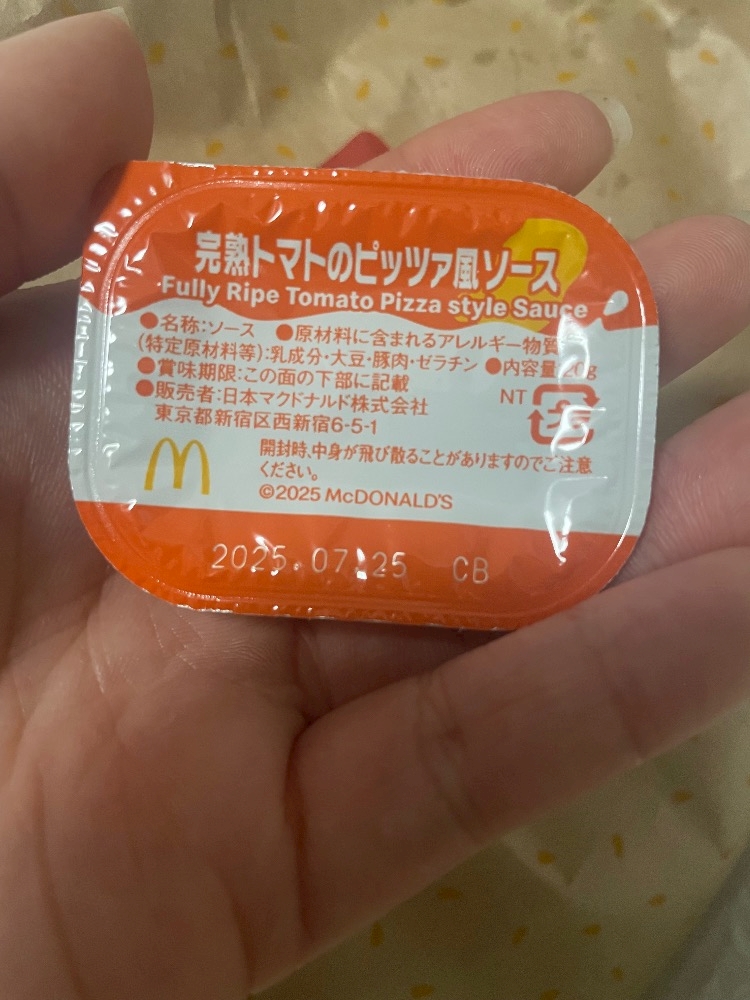 完熟トマトのピッツァ風ソース
Fully Ripe Tomato Pizza style Sauce
●名称:ソース ●原材料に含まれるアレルギー物質
(特定原材料等):乳成分・大豆・豚肉・ゼラチン ●内容量:20g
●賞味期限:この面の下部に記載
●販売者:日本マクドナルド株式会社
東京都新宿区西新宿6-5-1
NT
開封時、中身が飛び散ることがありますのでご注意
ください。
©2025 McDONALD'S
2025.07.25 CB